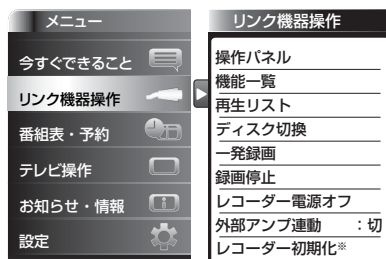 メニュー
今すぐできること
リンク機器操作
番組表・予約
テレビ操作
お知らせ・情報
設定
リンク機器操作
操作パネル
機能一覧
再生リスト
ディスク切換
一発録画
録画停止
レコーダー電源オフ
外部アンプ連動　：切
レコーダー初期化※